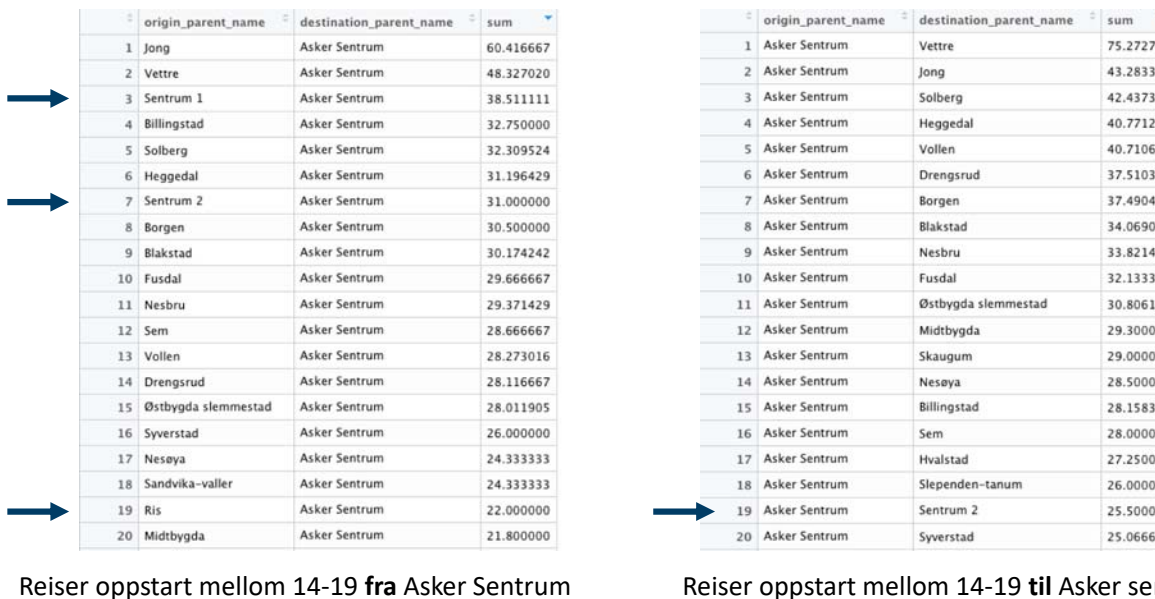 origin_parent_name destination_parent_name sum
1 Jong Asker Sentrum 60.416667
2 Vettre Asker Sentrum 48.327020
3 Sentrum 1 Asker Sentrum 38.511111
4 Billingstad Asker Sentrum 32.750000
5 Solberg Asker Sentrum 32.309524
6 Heggedal Asker Sentrum 31.196429
7 Sentrum 2 Asker Sentrum 31.000000
8 Borgen Asker Sentrum 30.500000
9 Blakstad Asker Sentrum 30.174242
10 Fusdal Asker Sentrum 29.666667
11 Nesbru Asker Sentrum 29.371429
12 Sem Asker Sentrum 28.666667
13 Vollen Asker Sentrum 28.273016
14 Drengsrud Asker Sentrum 28.116667
15 Østbygda slemmestad Asker Sentrum 28.011905
16 Syverstad Asker Sentrum 26.000000
17 Nesøya Asker Sentrum 24.333333
18 Sandvika-valler Asker Sentrum 24.333333
19 Ris Asker Sentrum 22.000000
20 Midtbygda Asker Sentrum 21.800000
Reiser oppstart mellom 14-19 fra Asker Sentrum
origin_parent_name destination_parent_name sum
1 Asker Sentrum Vettre 75.2727
2 Asker Sentrum Jong 43.2833
3 Asker Sentrum Solberg 42.4373
4 Asker Sentrum Heggedal 40.7712
5 Asker Sentrum Vollen 40.7106
6 Asker Sentrum Drengsrud 37.5103
7 Asker Sentrum Borgen 37.4904
8 Asker Sentrum Blakstad 34.0690
9 Asker Sentrum Nesbru 33.8214
10 Asker Sentrum Fusdal 32.1333
11 Asker Sentrum Østbygda slemmestad 30.8061
12 Asker Sentrum Midtbygda 29.3000
13 Asker Sentrum Skaugum 29.0000
14 Asker Sentrum Nesøya 28.5000
15 Asker Sentrum Billingstad 28.1583
16 Asker Sentrum Sem 28.0000
17 Asker Sentrum Hvalstad 27.2500
18 Asker Sentrum Slependen-tanum 26.0000
19 Asker Sentrum Sentrum 2 25.5000
20 Asker Sentrum Syverstad 25.0666
Reiser oppstart mellom 14-19 til Asker se